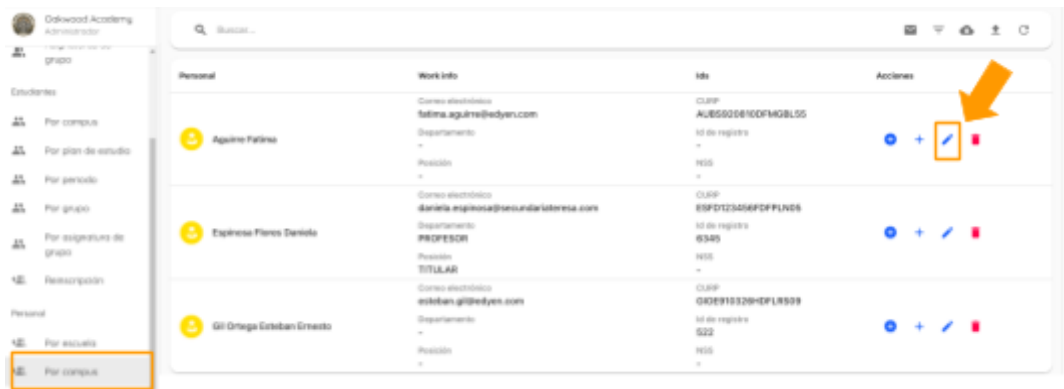 Oakwood Academy
Administrador
grupo
Estudiantes
Por campus
Por plan de estudio
Por periodo
Por grupo
Por asignatura de
grupo
Reinscripción
Personal
Por escuela
Por campus
Buscar...
Personal
Work info
Ids
Acciones
Aguirre Fatima
Correo electrónico
fatima.aguirre@edyen.com
Departamento
-
Posición
-
CURP
AUBS920810DFMGBLS5
Id de registro
-
NSS
-
Espinosa Flores Daniela
Correo electrónico
daniela.espinosa@secundariateresa.com
Departamento
PROFESOR
Posición
TITULAR
CURP
ESFD123456FDFPLN05
Id de registro
6345
NSS
-
Gil Ortega Esteban Ernesto
Correo electrónico
esteban.gil@edyen.com
Departamento
-
Posición
-
CURP
GIOE910326HDFLRS09
Id de registro
522
NSS
-